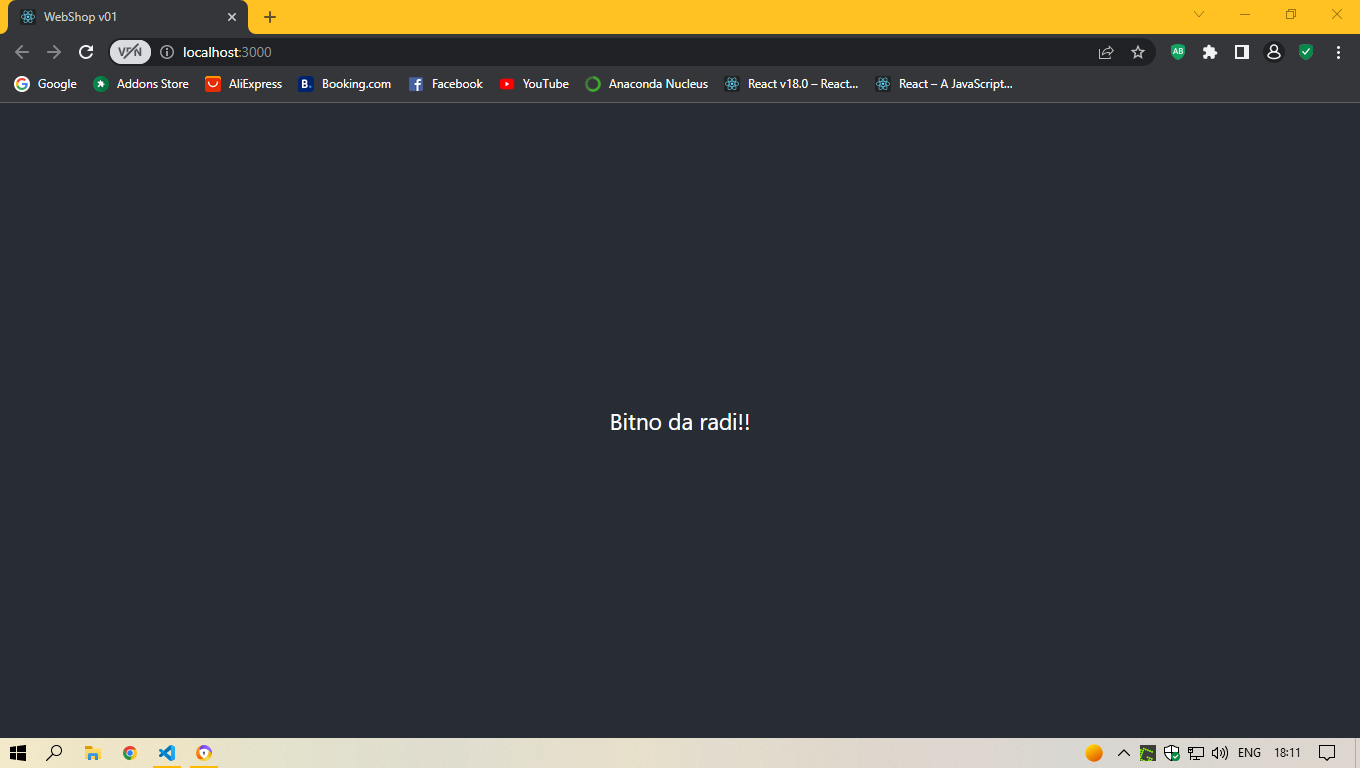 WebShop v01
VPN
localhost:3000
AB
Google
Addons Store
AliExpress
B.
Booking.com
Facebook
YouTube
Anaconda Nucleus
React v18.0 – React...
React – A JavaScript...
Bitno da radi!!
ENG
18:11